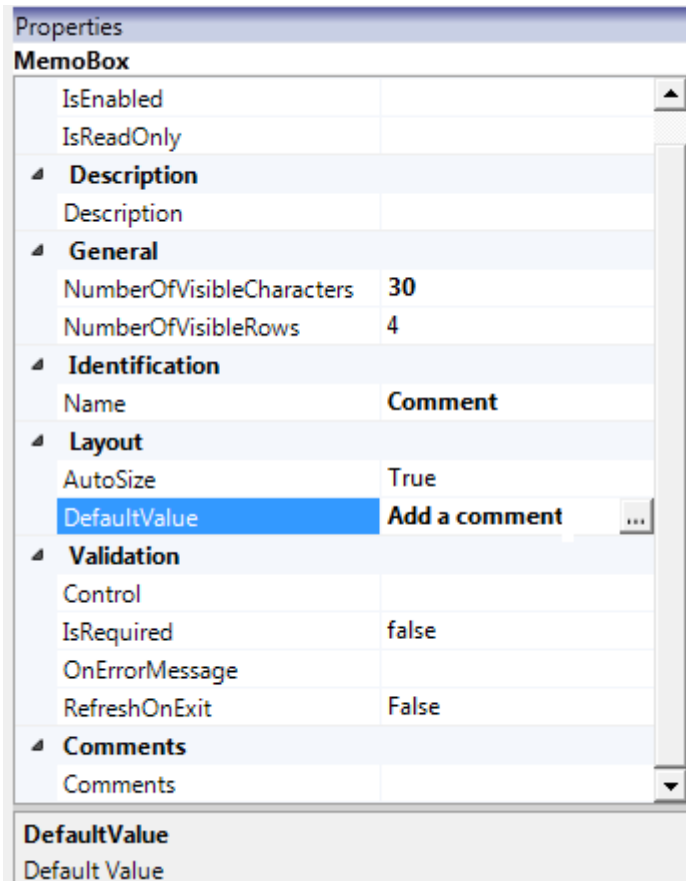 Properties
MemoBox
IsEnabled
IsReadOnly
Description
Description
General
NumberOfVisibleCharacters 30
NumberOfVisibleRows 4
Identification
Name Comment
Layout
AutoSize True
DefaultValue Add a comment ...
Validation
Control
IsRequired false
OnErrorMessage
RefreshOnExit False
Comments
Comments
DefaultValue
Default Value